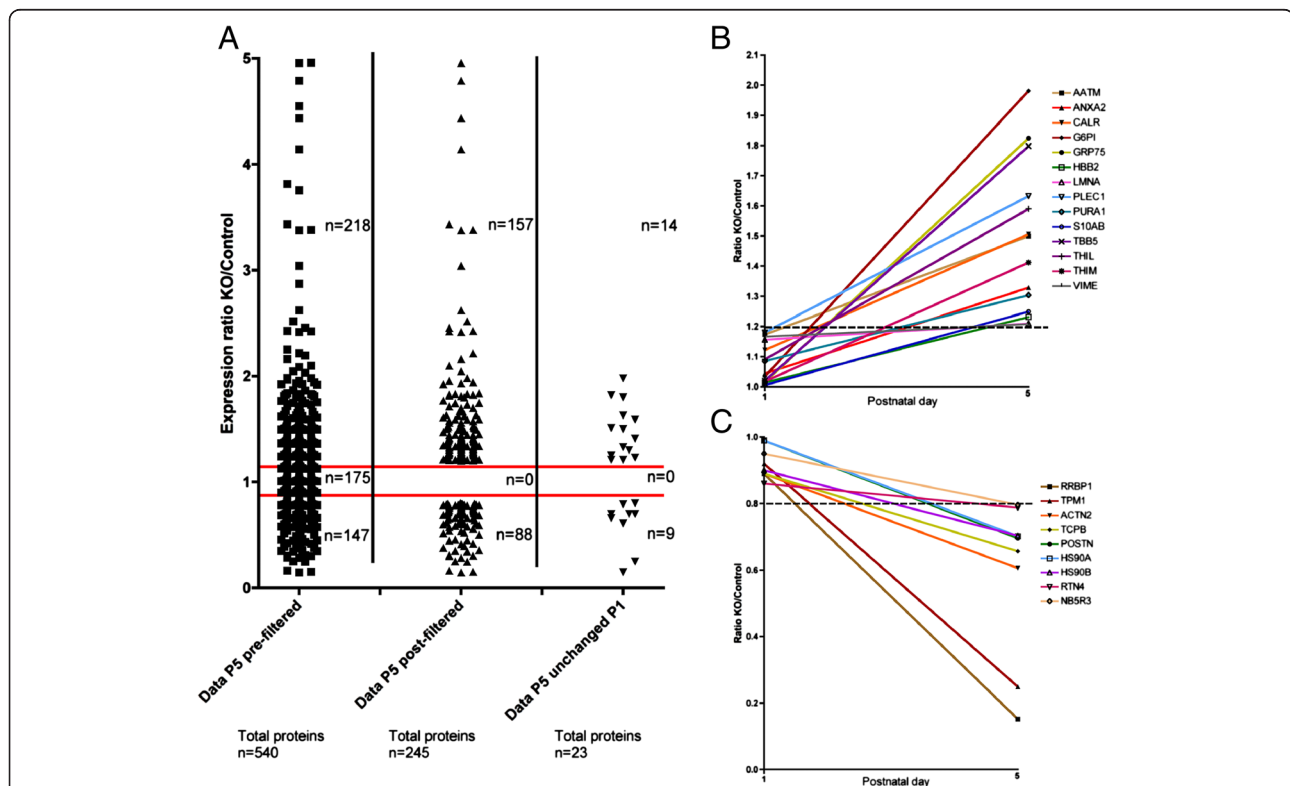 A
Expression ratio KO/Control
5
4
3
2
1
0
n=218
n=157
n=14
n=175
n=0
n=0
n=147
n=88
n=9
Data P5 pre-filtered
Data P5 post-filtered
Data P5 unchanged P1
Total proteins
n=540
Total proteins
n=245
Total proteins
n=23
B
Ratio KO/Control
2.1
2.0
1.9
1.8
1.7
1.6
1.5
1.4
1.3
1.2
1.1
1.0
1
5
Postnatal day
AATM
ANXA2
CALR
G6PI
GRP75
HBB2
LMNA
PLEC1
PURA1
S10AB
TBB5
THIL
THIM
VIME
C
Ratio KO/Control
1.0
0.8
0.6
0.4
0.2
0.0
1
5
Postnatal day
RRBP1
TPM1
ACTN2
TCPB
POSTN
HS90A
HS90B
RTN4
NB5R3